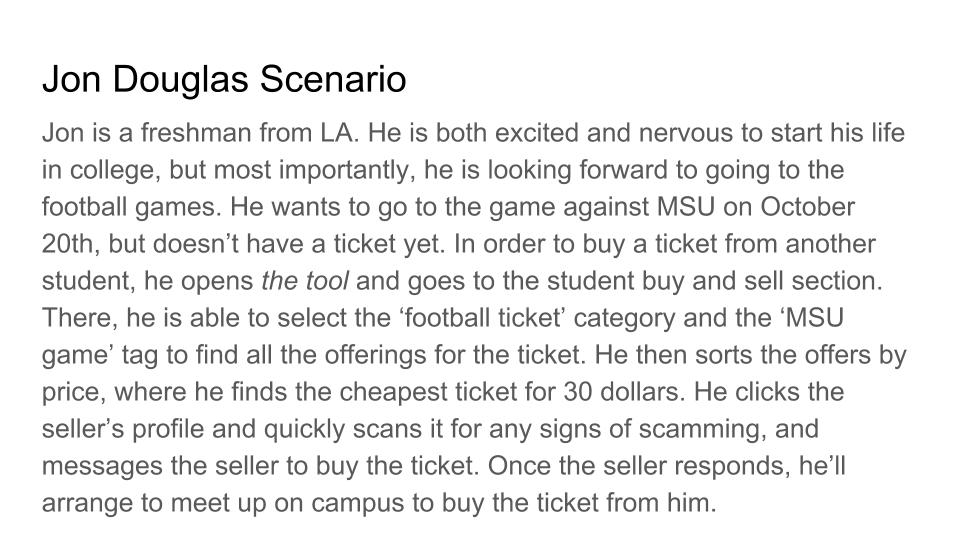 Jon Douglas Scenario
Jon is a freshman from LA. He is both excited and nervous to start his life
in college, but most importantly, he is looking forward to going to the
football games. He wants to go to the game against MSU on October
20th, but doesn’t have a ticket yet. In order to buy a ticket from another
student, he opens the tool and goes to the student buy and sell section.
There, he is able to select the ‘football ticket’ category and the ‘MSU
game’ tag to find all the offerings for the ticket. He then sorts the offers by
price, where he finds the cheapest ticket for 30 dollars. He clicks the
seller’s profile and quickly scans it for any signs of scamming, and
messages the seller to buy the ticket. Once the seller responds, he’ll
arrange to meet up on campus to buy the ticket from him.